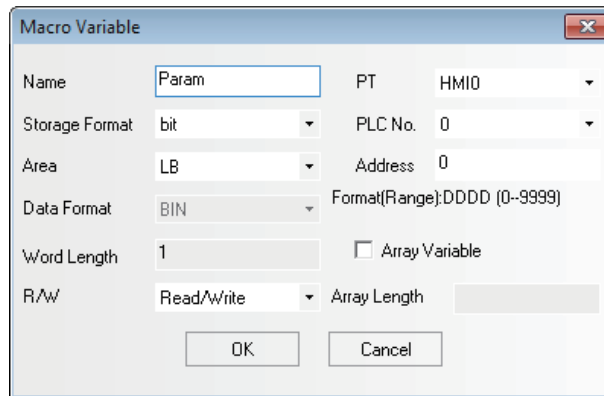 Macro Variable
Name Param PT HMI0
Storage Format bit PLC No. 0
Area LB Address 0
Data Format BIN Format(Range):DDDD (0--9999)
Word Length 1 Array Variable
R/W Read/Write Array Length
OK Cancel